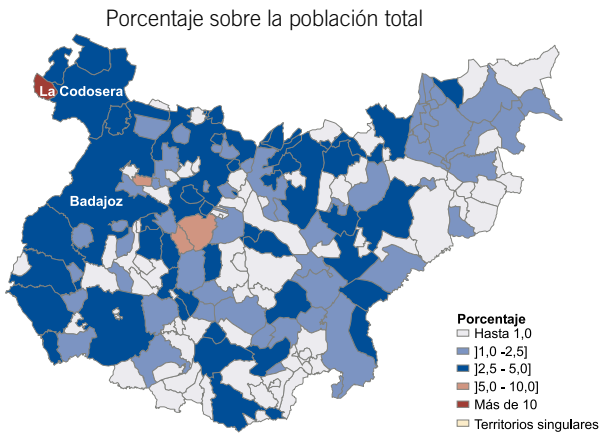 Porcentaje sobre la población total
La Codosera
Badajoz
Porcentaje
Hasta 1,0
]1,0 -2,5]
]2,5 - 5,0]
]5,0 - 10,0]
Más de 10
Territorios singulares